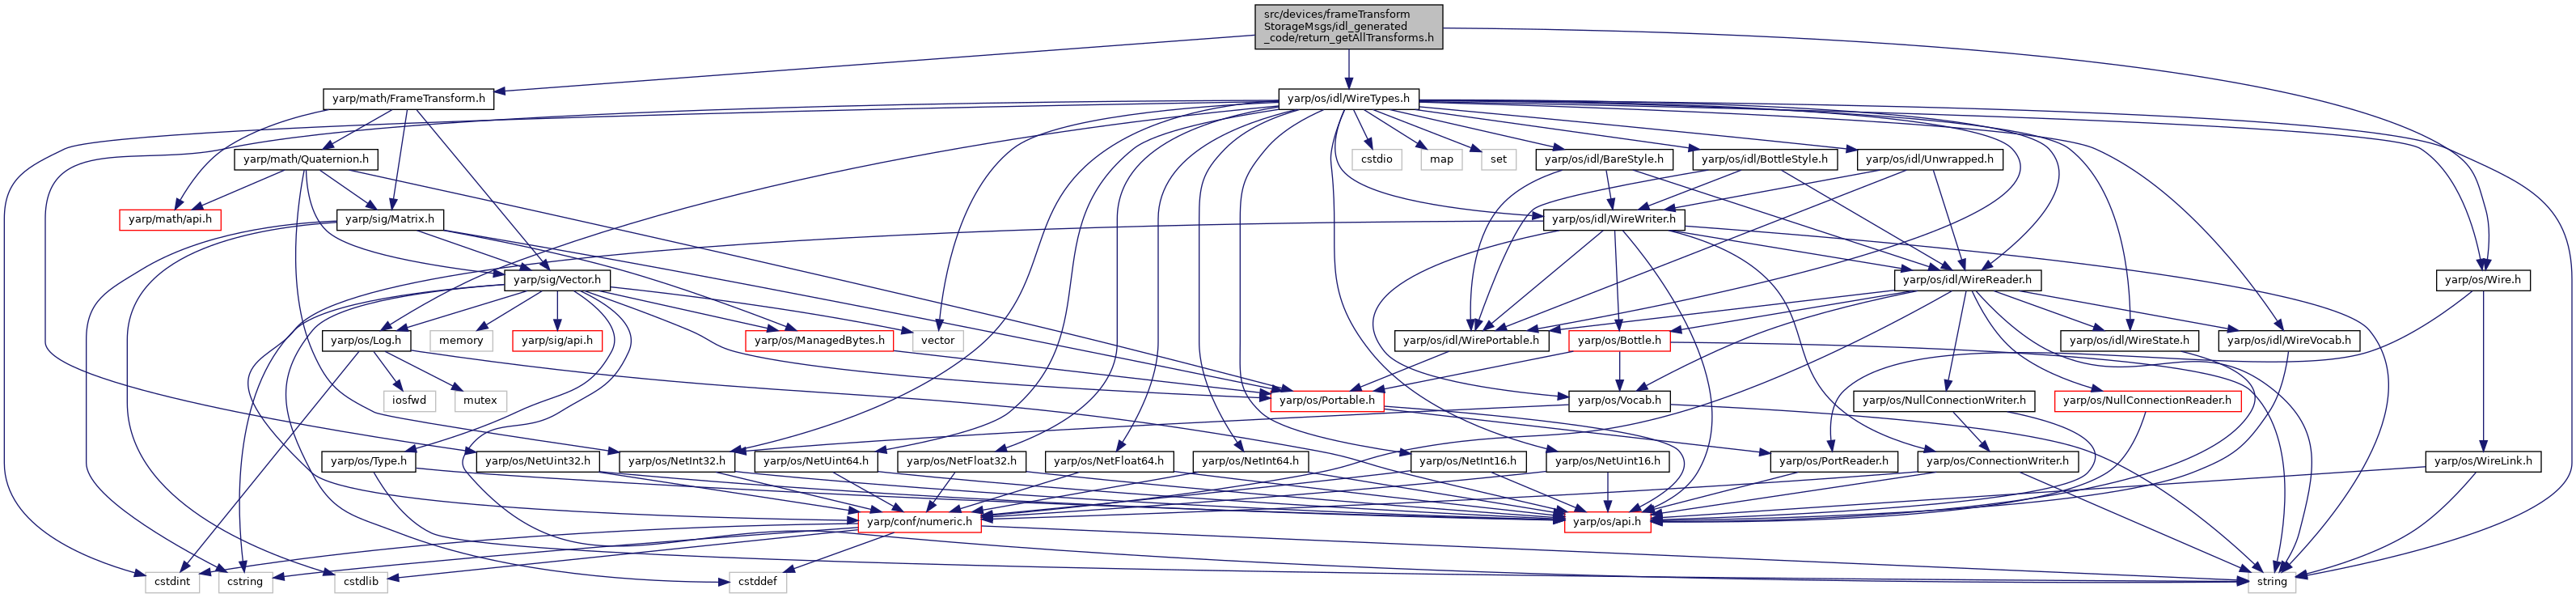 src/devices/frameTransform
StorageMsgs/idl_generated
_code/return_getAllTransforms.h
yarp/math/FrameTransform.h
yarp/os/idl/WireTypes.h
yarp/math/Quaternion.h
cstdio
map
set
yarp/os/idl/BareStyle.h
yarp/os/idl/BottleStyle.h
yarp/os/idl/Unwrapped.h
yarp/math/api.h
yarp/sig/Matrix.h
yarp/os/idl/WireWriter.h
yarp/sig/Vector.h
yarp/os/idl/WireReader.h
yarp/os/Wire.h
yarp/os/Log.h
memory
yarp/sig/api.h
yarp/os/ManagedBytes.h
vector
yarp/os/idl/WirePortable.h
yarp/os/Bottle.h
yarp/os/idl/WireState.h
yarp/os/idl/WireVocab.h
iosfwd
mutex
yarp/os/Portable.h
yarp/os/Vocab.h
yarp/os/NullConnectionWriter.h
yarp/os/NullConnectionReader.h
yarp/os/Type.h
yarp/os/NetUint32.h
yarp/os/NetInt32.h
yarp/os/NetUint64.h
yarp/os/NetFloat32.h
yarp/os/NetFloat64.h
yarp/os/NetInt64.h
yarp/os/NetInt16.h
yarp/os/NetUint16.h
yarp/os/PortReader.h
yarp/os/ConnectionWriter.h
yarp/os/WireLink.h
yarp/conf/numeric.h
yarp/os/api.h
cstdint
cstring
cstdlib
cstddef
string